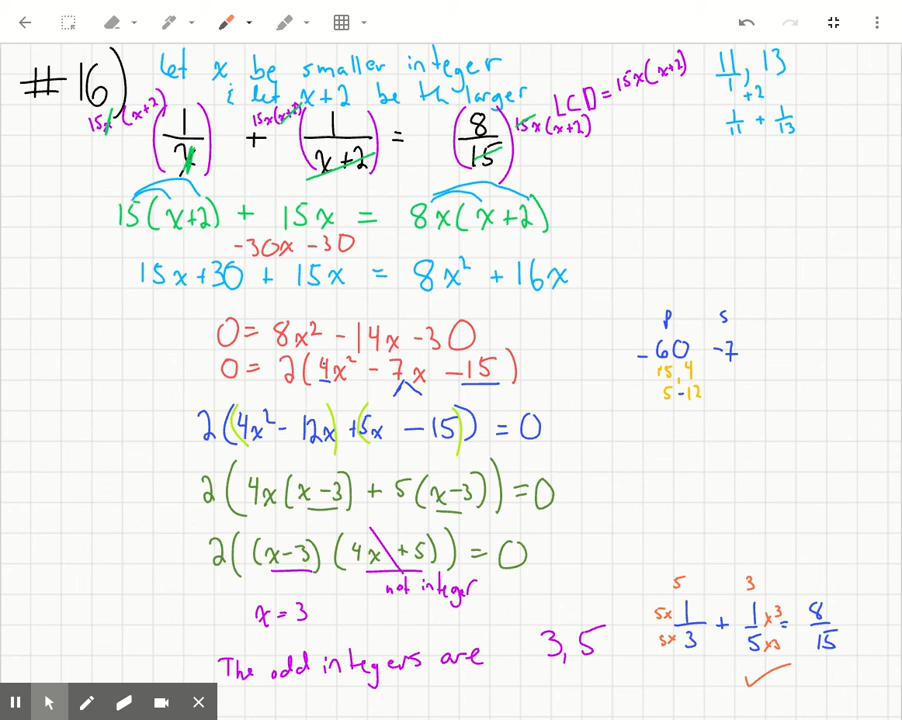 #16)
Let x be smaller integer
& let x+2 be th larger
LCD = 15x(x+2)
11, 13
+2
1/11 + 1/13
15x(x+2) (1/x) + 15x(x+2) (1/(x+2)) = (8/15) 15x(x+2)
15(x+2) + 15x = 8x(x+2)
-30x -30
15x+30 + 15x = 8x² + 16x
0 = 8x² - 14x - 30
0 = 2(4x² - 7x - 15)
P S
-60 -7
15, 4
5 -12
2((4x² - 12x) + (5x - 15)) = 0
2(4x(x-3) + 5(x-3)) = 0
2((x-3)(4x+5)) = 0
not integer
x = 3
The odd integers are 3, 5
5 3
5x 1/3 5x + 1/5 x3 x3 = 8/15